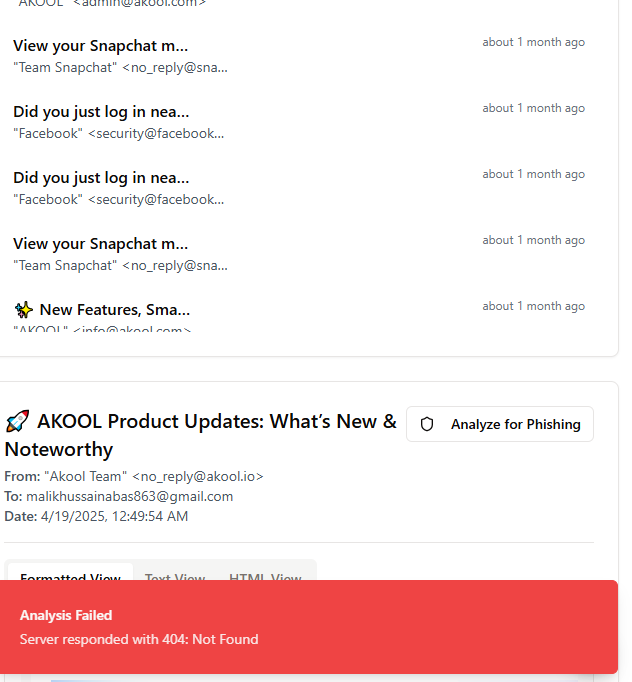 "AKOOL" <admin@akool.com>
View your Snapchat m...
about 1 month ago
"Team Snapchat" <no_reply@sna...
Did you just log in nea...
about 1 month ago
"Facebook" <security@facebook...
Did you just log in nea...
about 1 month ago
"Facebook" <security@facebook...
View your Snapchat m...
about 1 month ago
"Team Snapchat" <no_reply@sna...
✨ New Features, Sma...
about 1 month ago
"AKOOL" <info@akool.com>
🚀 AKOOL Product Updates: What's New &
Noteworthy
Analyze for Phishing
From: "Akool Team" <no_reply@akool.io>
To: malikhussainabas863@gmail.com
Date: 4/19/2025, 12:49:54 AM
Formatted View Text View HTML View
Analysis Failed
Server responded with 404: Not Found